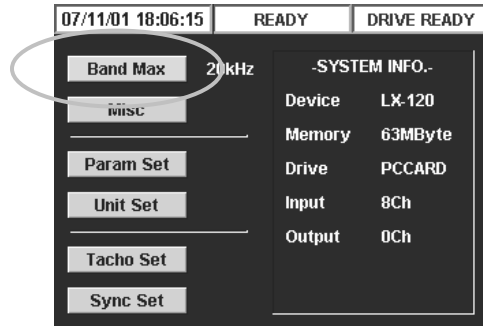 07/11/01 18:06:15 READY DRIVE READY
Band Max 20kHz
Misc
Param Set
Unit Set
Tacho Set
Sync Set
-SYSTEM INFO.-
Device LX-120
Memory 63MByte
Drive PCCARD
Input 8Ch
Output 0Ch